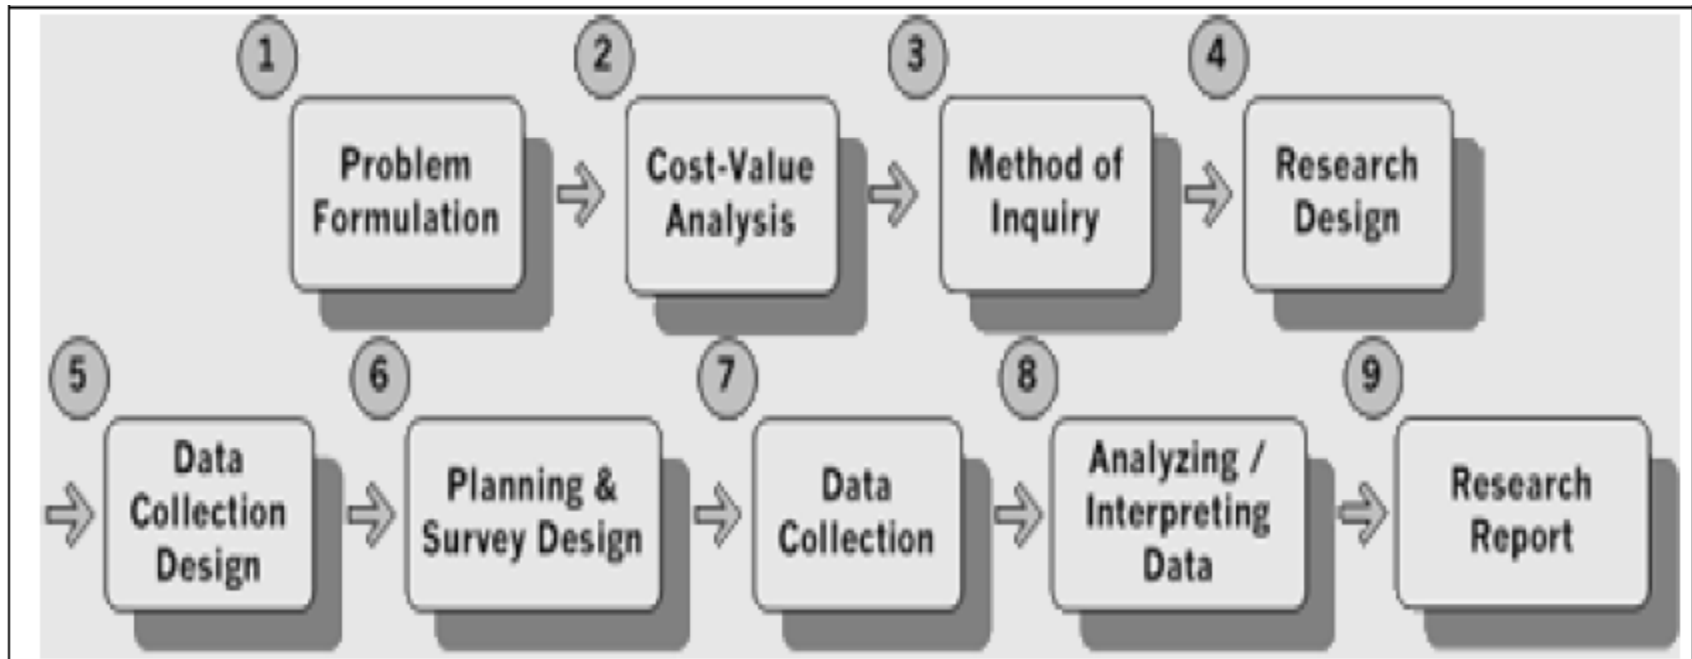 1
Problem
Formulation
2
Cost-Value
Analysis
3
Method of
Inquiry
4
Research
Design
5
Data
Collection
Design
6
Planning &
Survey Design
7
Data
Collection
8
Analyzing /
Interpreting
Data
9
Research
Report